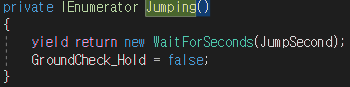 private IEnumerator Jumping()
{
yield return new WaitForSeconds(JumpSecond);
GroundCheck_Hold = false;
}